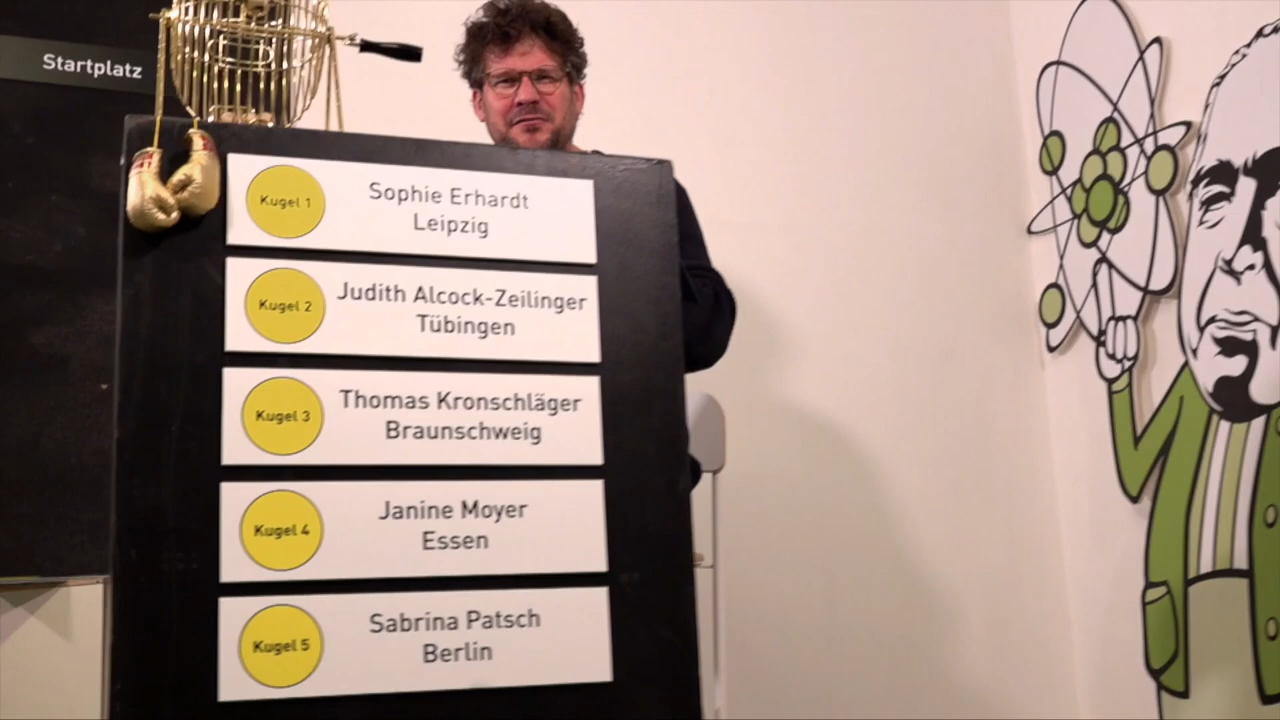 Startplatz
Kugel 1
Sophie Erhardt
Leipzig
Kugel 2
Judith Alcock-Zeilinger
Tübingen
Kugel 3
Thomas Kronschläger
Braunschweig
Kugel 4
Janine Moyer
Essen
Kugel 5
Sabrina Patsch
Berlin